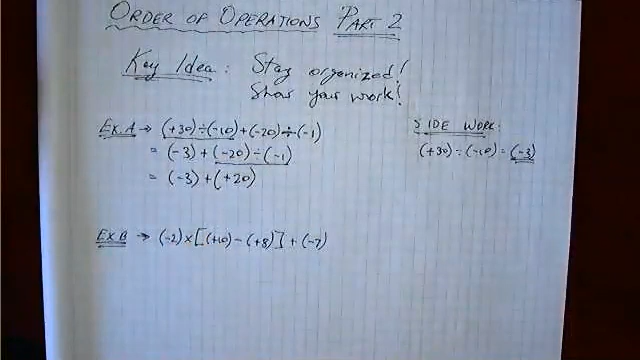 ORDER OF OPERATIONS PART 2
Key Idea: Stay organized!
Show your work!
EX.A → (+30)÷(-10)+(-20)÷(-1)
= (-3)+(-20)÷(-1)
= (-3)+(+20)
SIDE WORK:
(+30)÷(-10)=(-3)
EX B → (-2)×[(+10)-(+8)]+(-7)